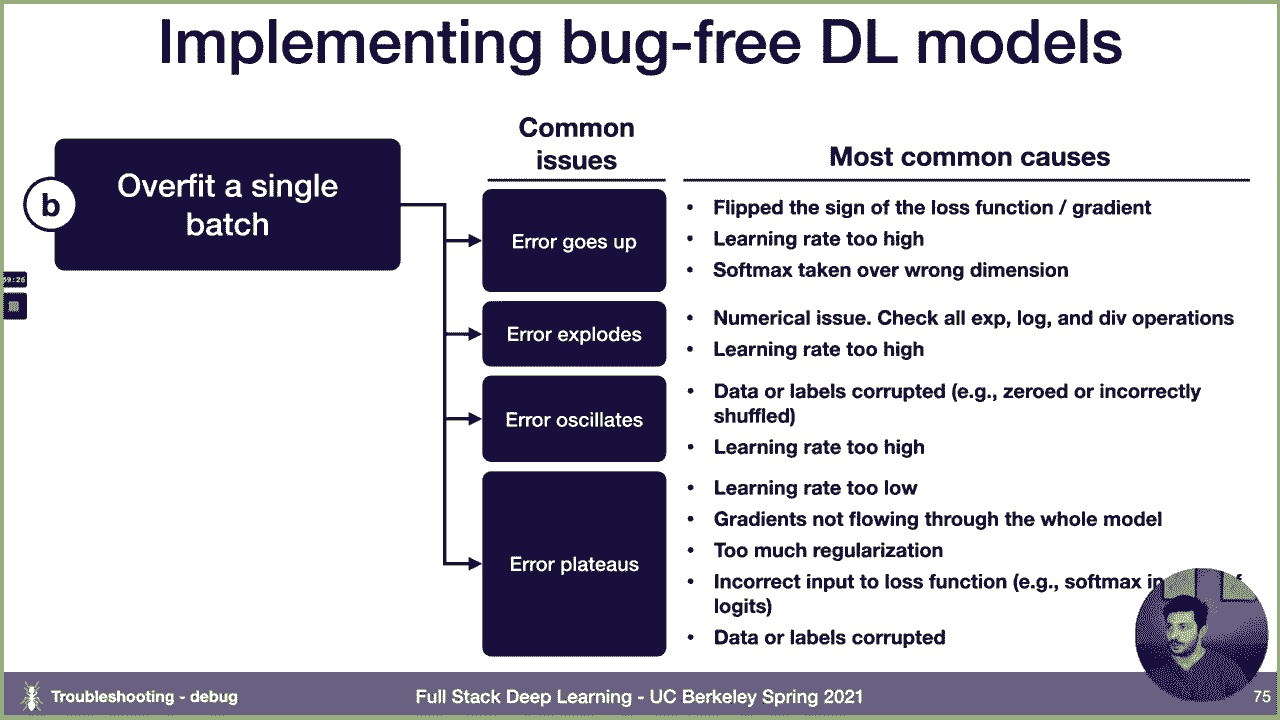 Implementing bug-free DL models
Common
issues
Most common causes
b
Overfit a single
batch
Error goes up
• Flipped the sign of the loss function / gradient
• Learning rate too high
• Softmax taken over wrong dimension
Error explodes
• Numerical issue. Check all exp, log, and div operations
• Learning rate too high
Error oscillates
• Data or labels corrupted (e.g., zeroed or incorrectly
shuffled)
• Learning rate too high
Error plateaus
• Learning rate too low
• Gradients not flowing through the whole model
• Too much regularization
• Incorrect input to loss function (e.g., softmax
logits)
• Data or labels corrupted
Troubleshooting - debug
Full Stack Deep Learning - UC Berkeley Spring 2021
75